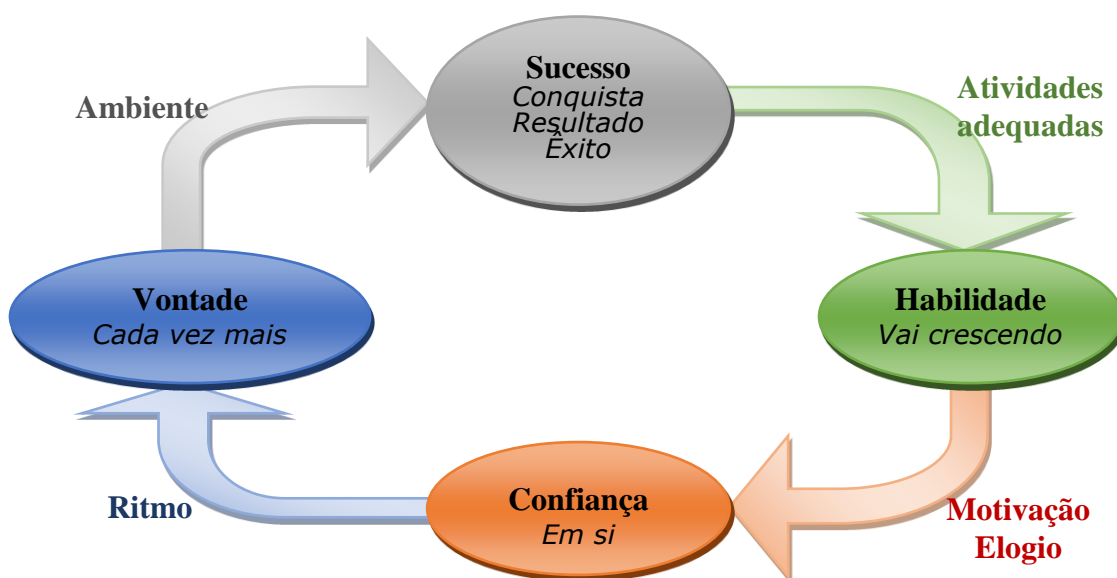 Sucesso
Conquista
Resultado
Êxito
Ambiente
Atividades
adequadas
Vontade
Cada vez mais
Habilidade
Vai crescendo
Ritmo
Confiança
Em si
Motivação
Elogio